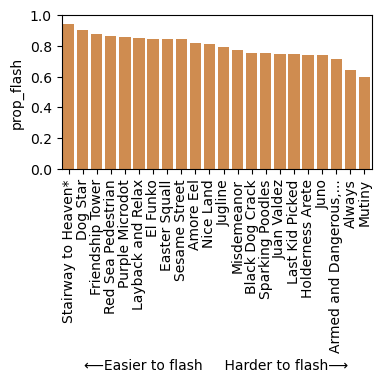 1.0
0.8
0.6
0.4
0.2
0.0
prop_flash
Stairway to Heaven*
Dog Star
Friendship Tower
Red Sea Pedestrian
Purple Microdot
Layback and Relax
El Funko
Easter Squall
Sesame Street
Amore Eel
Nice Land
Jugline
Misdemeanor
Black Dog Crack
Sparking Poodles
Juan Valdez
Last Kid Picked
Holderness Arete
Juno
Armed and Dangerous,...
Always
Mutiny
⟵Easier to flash Harder to flash⟶